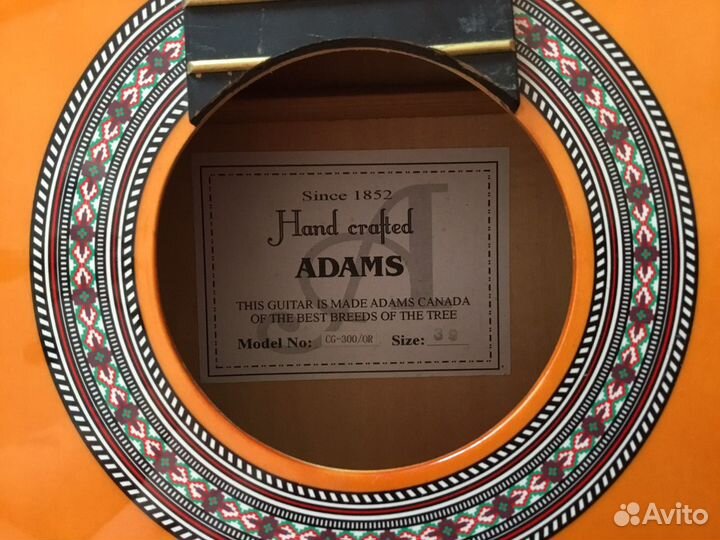 Since 1852
Hand crafted
ADAMS
THIS GUITAR IS MADE ADAMS CANADA
OF THE BEST BREEDS OF THE TREE
Model No: CG-300/OR Size: 39
Avito